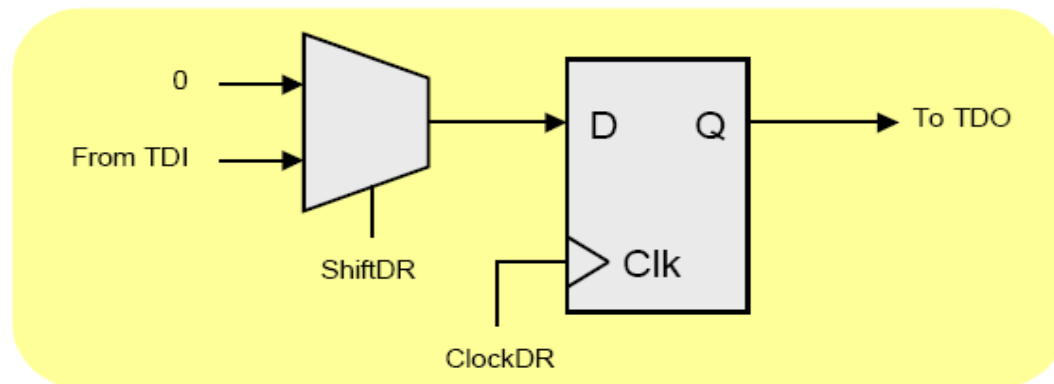 0
From TDI
ShiftDR
ClockDR
D
Q
Clk
To TDO